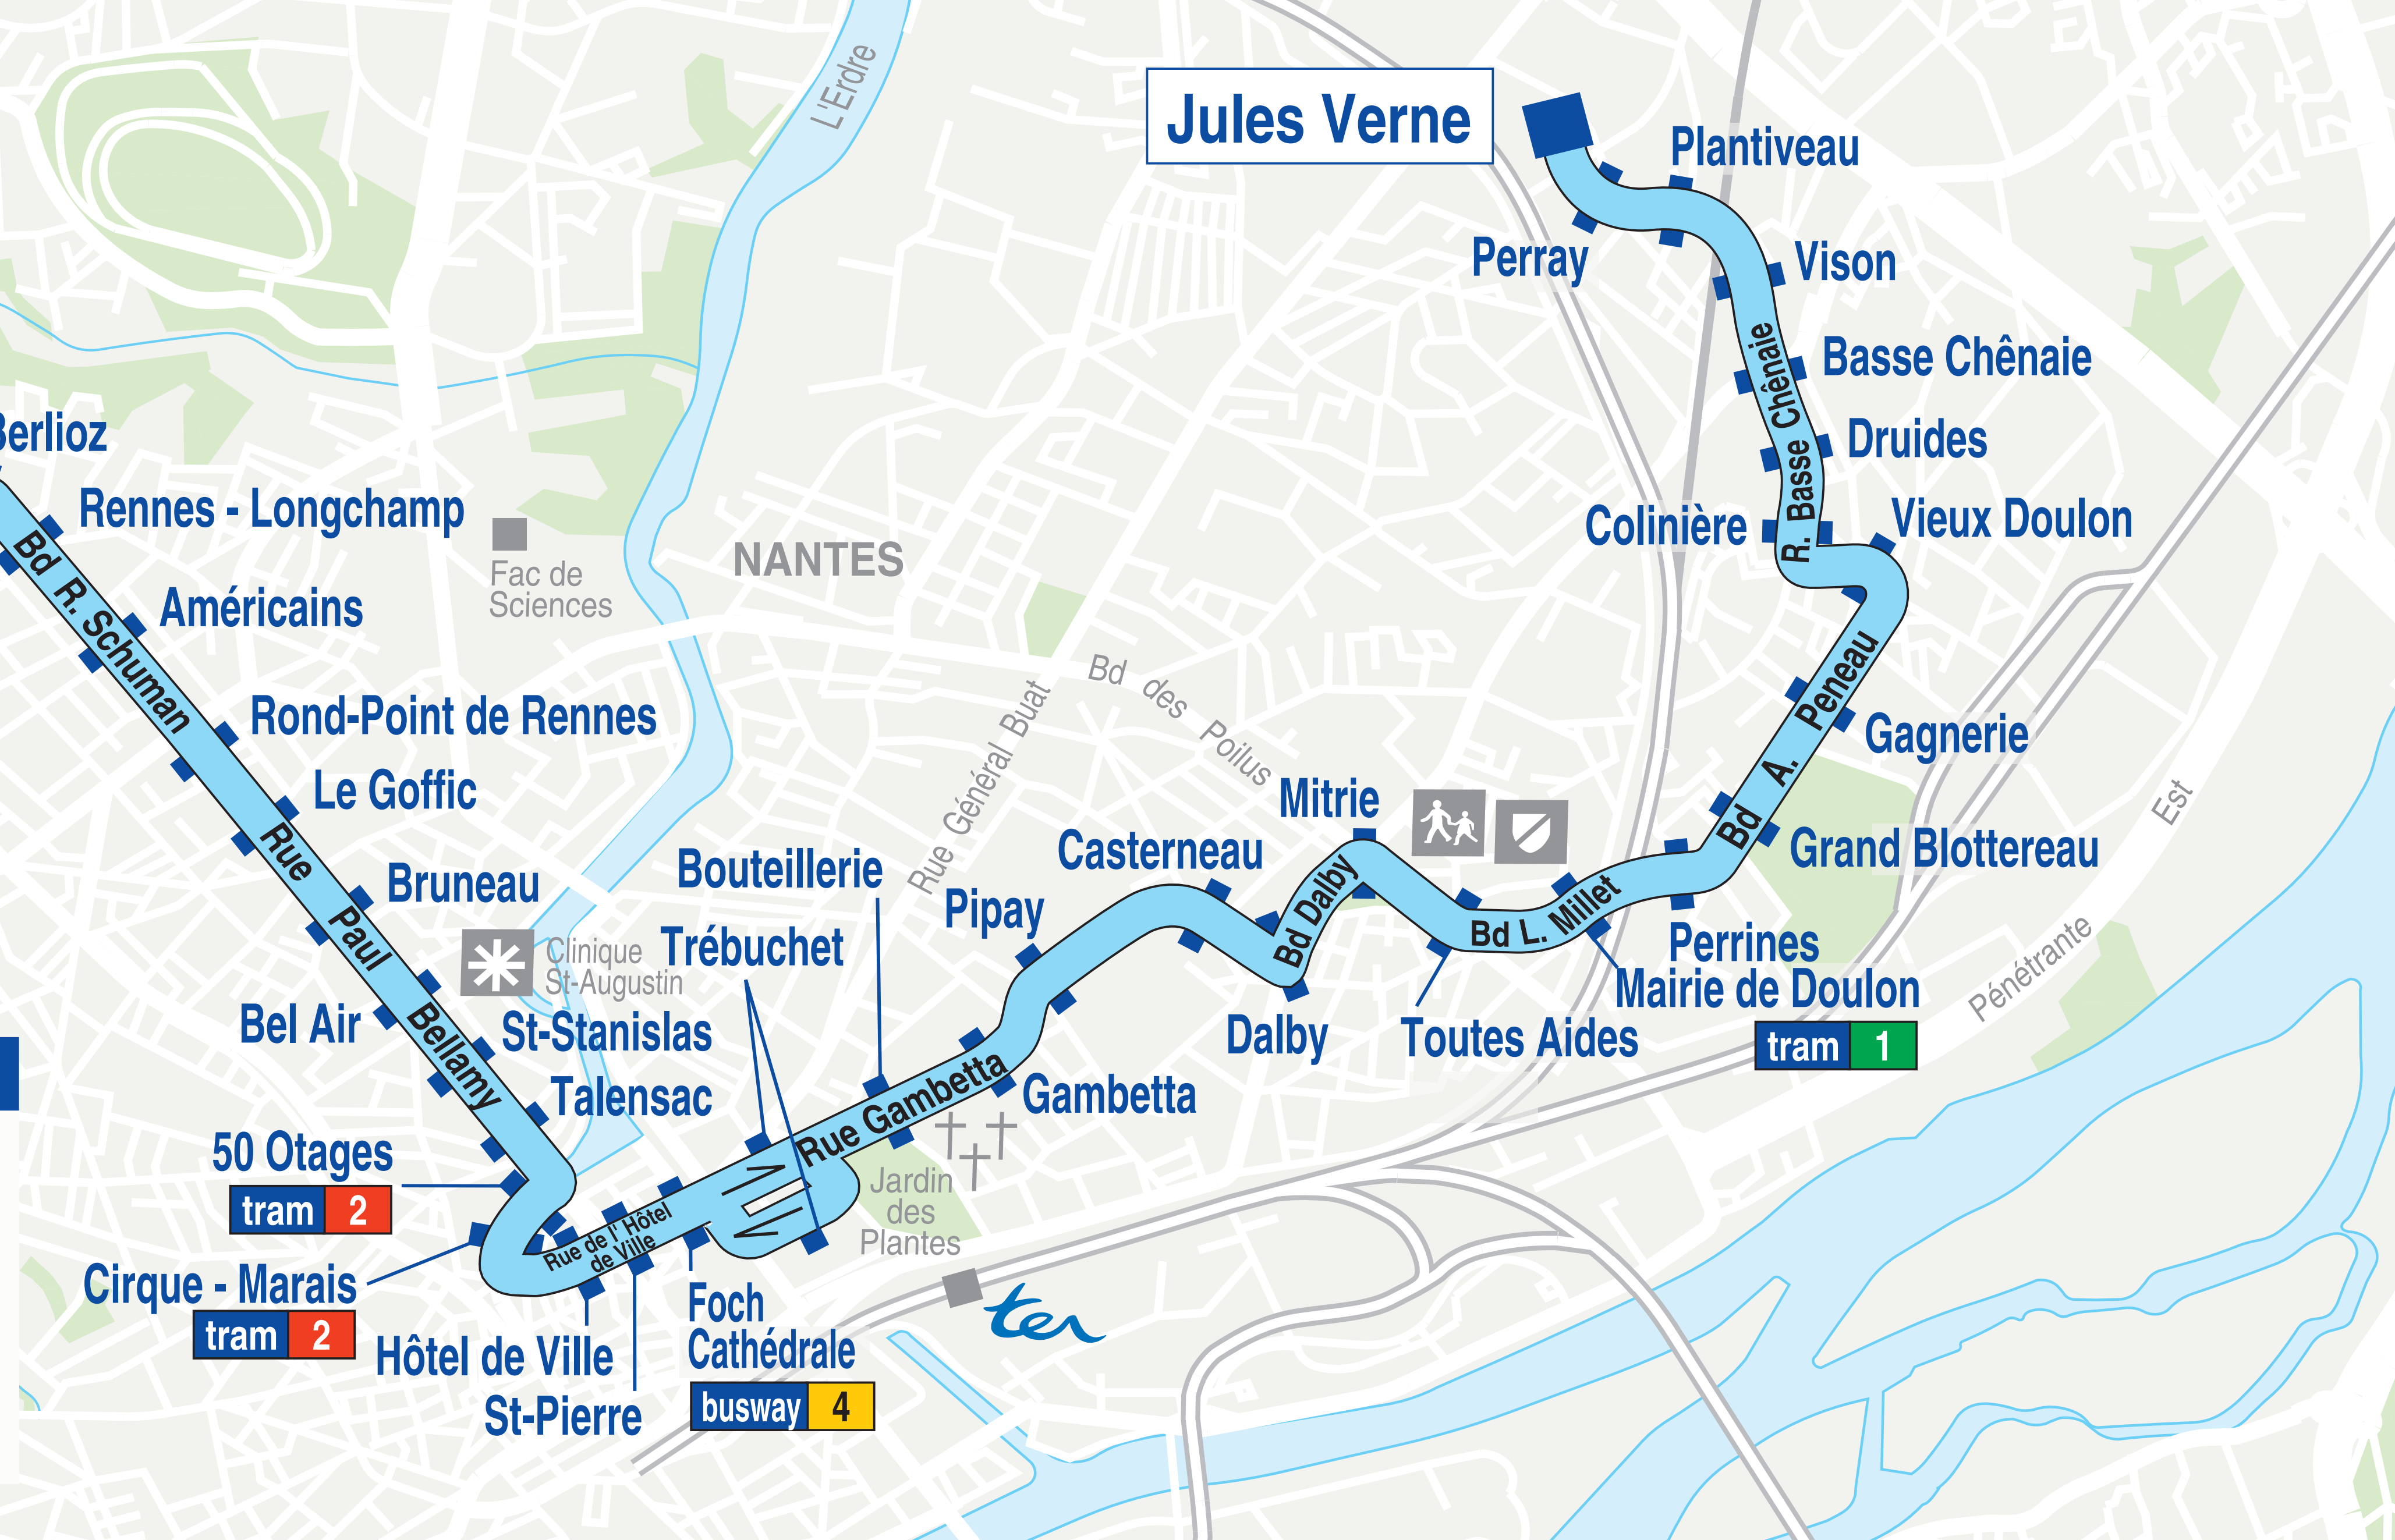 L'Erdre
Jules Verne
Plantiveau
Perray
Vison
Basse Chênaie
Druides
Colinière
Vieux Doulon
R. Basse Chênaie
Berlioz
Rennes - Longchamp
Fac de
Sciences
NANTES
Américains
Bd R. Schuman
Rond-Point de Rennes
Le Goffic
Bd des Poilus
Rue Général Buat
Bd A. Peneau
Gagnerie
Est
Pénétrante
Grand Blottereau
Mitrie
Casterneau
Bouteillerie
Pipay
Trébuchet
Bruneau
Rue Paul Bellamy
Clinique
St-Augustin
Bel Air
St-Stanislas
Talensac
Bd Dalby
Bd L. Millet
Perrines
Mairie de Doulon
tram 1
Dalby
Toutes Aides
Gambetta
Rue Gambetta
50 Otages
tram 2
Jardin
des
Plantes
Rue de l'Hôtel
de Ville
Cirque - Marais
tram 2
Hôtel de Ville
St-Pierre
Foch
Cathédrale
busway 4
ter